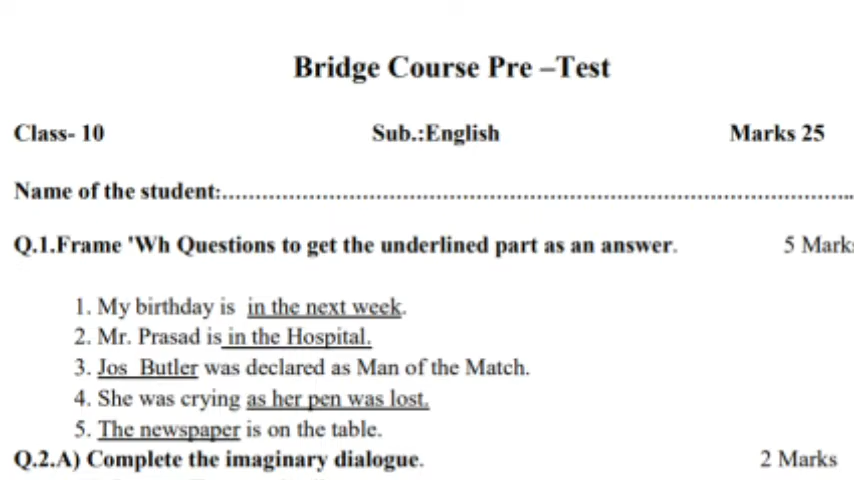 Bridge Course Pre –Test
Class- 10 Sub.:English Marks 25
Name of the student:.......................................................................................
Q.1.Frame 'Wh Questions to get the underlined part as an answer. 5 Marks
1. My birthday is in the next week.
2. Mr. Prasad is in the Hospital.
3. Jos Butler was declared as Man of the Match.
4. She was crying as her pen was lost.
5. The newspaper is on the table.
Q.2.A) Complete the imaginary dialogue. 2 Marks